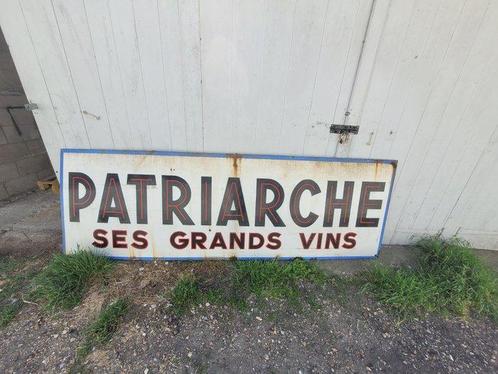 PATRIARCHE
SES GRANDS VINS